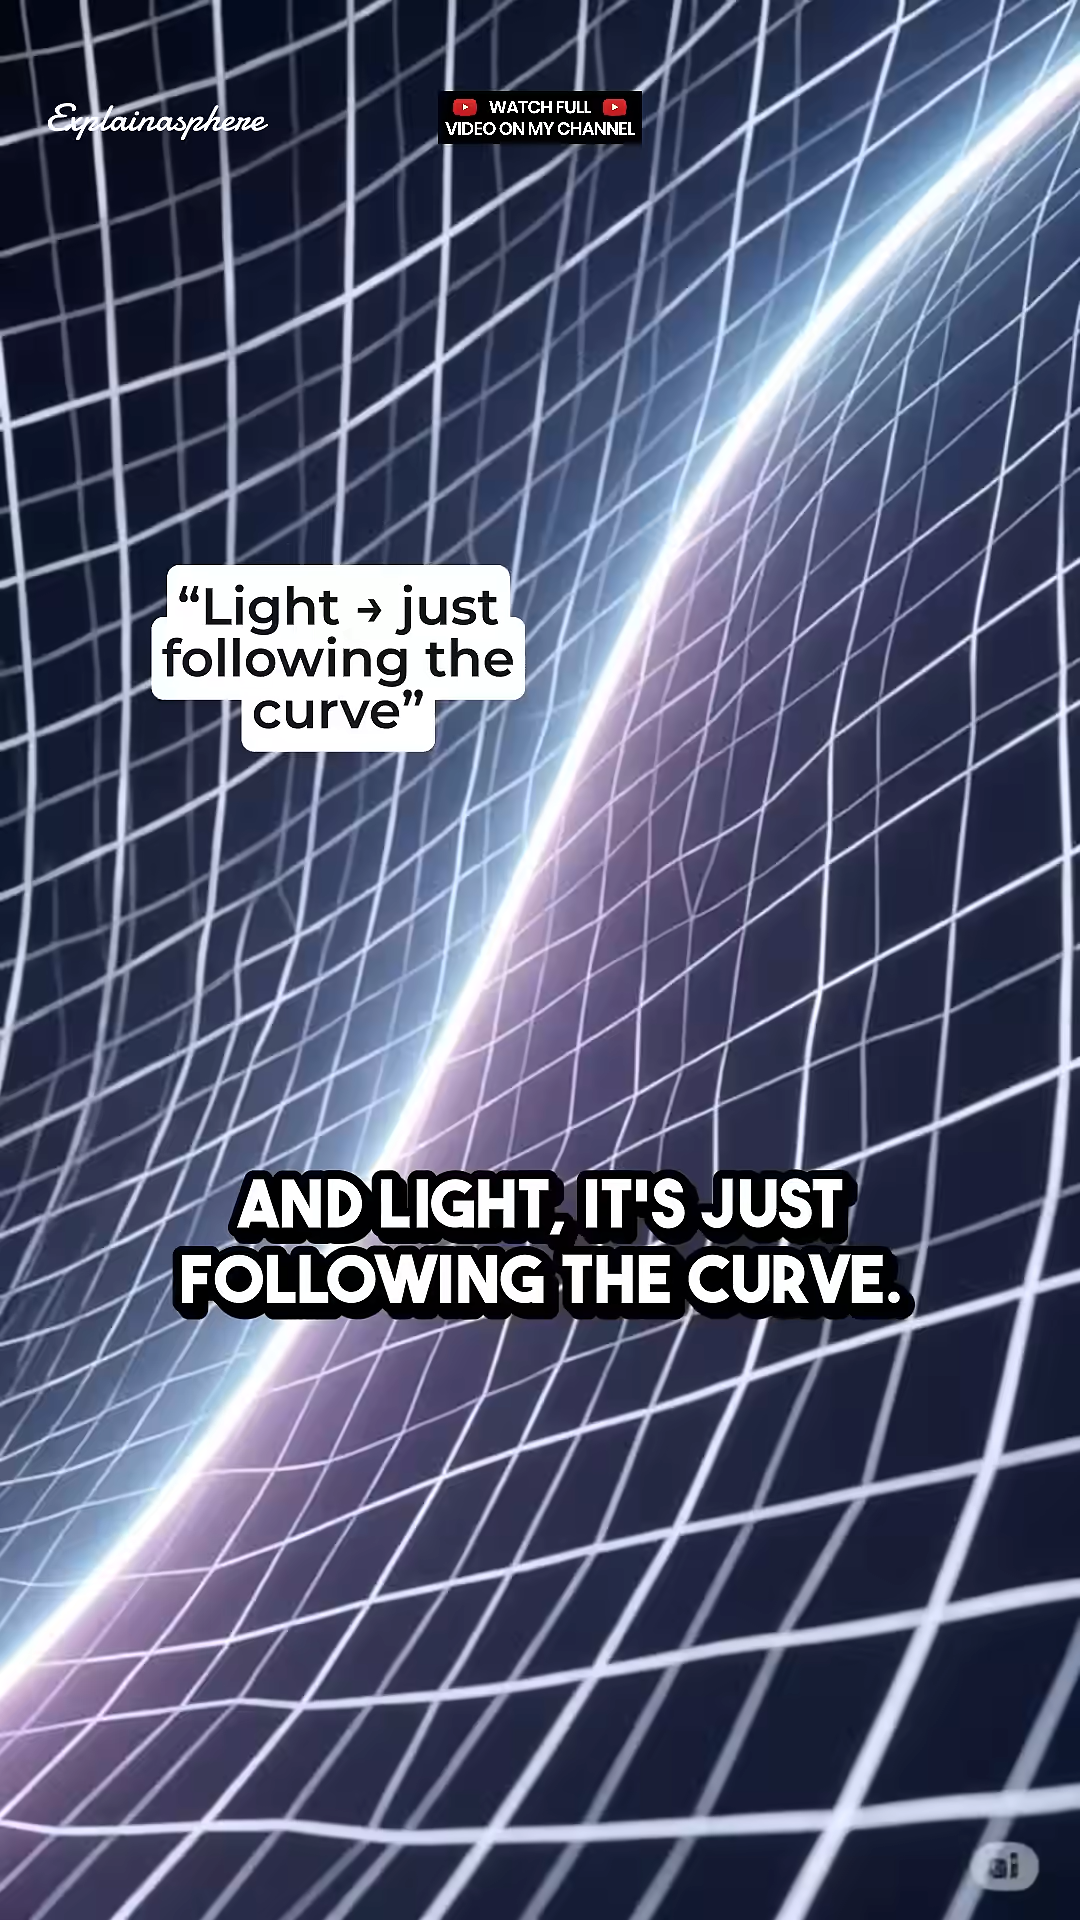 Explainasphere
WATCH FULL
VIDEO ON MY CHANNEL
“Light → just
following the
curve”
AND LIGHT, IT'S JUST
FOLLOWING THE CURVE.
ai